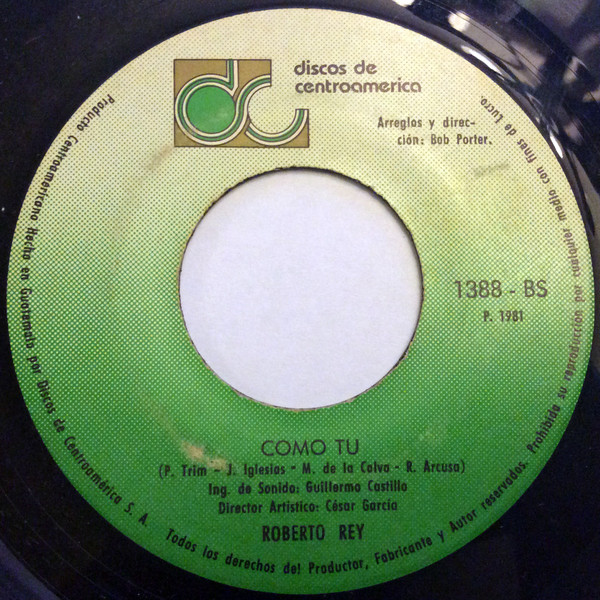 discos de
centroamerica
Arreglos y direc-
ción: Bob Porter.
1388 - BS
P. 1981
COMO TU
(P. Trim - J. Iglesias - M. de la Calva - R. Arcusa)
Ing. de Sonido: Guillermo Castillo
Director Artístico: César García
ROBERTO REY
Producto Centroamericano Hecho en Guatemala por Discos de Centroamérica S. A. Todos los derechos del Productor, Fabricante y Autor reservados. Prohibida su reproducción por cualquier medio con fines de Lucro.